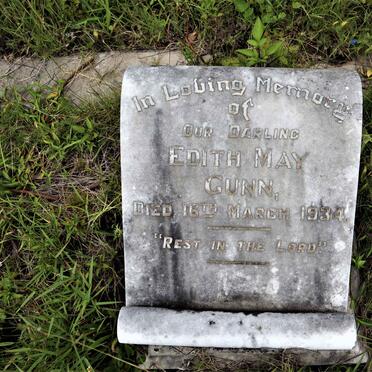 In Loving Memory
of
Our Darling
Edith May
Gunn,
Died 16th March 1934.
"Rest in the Lord"